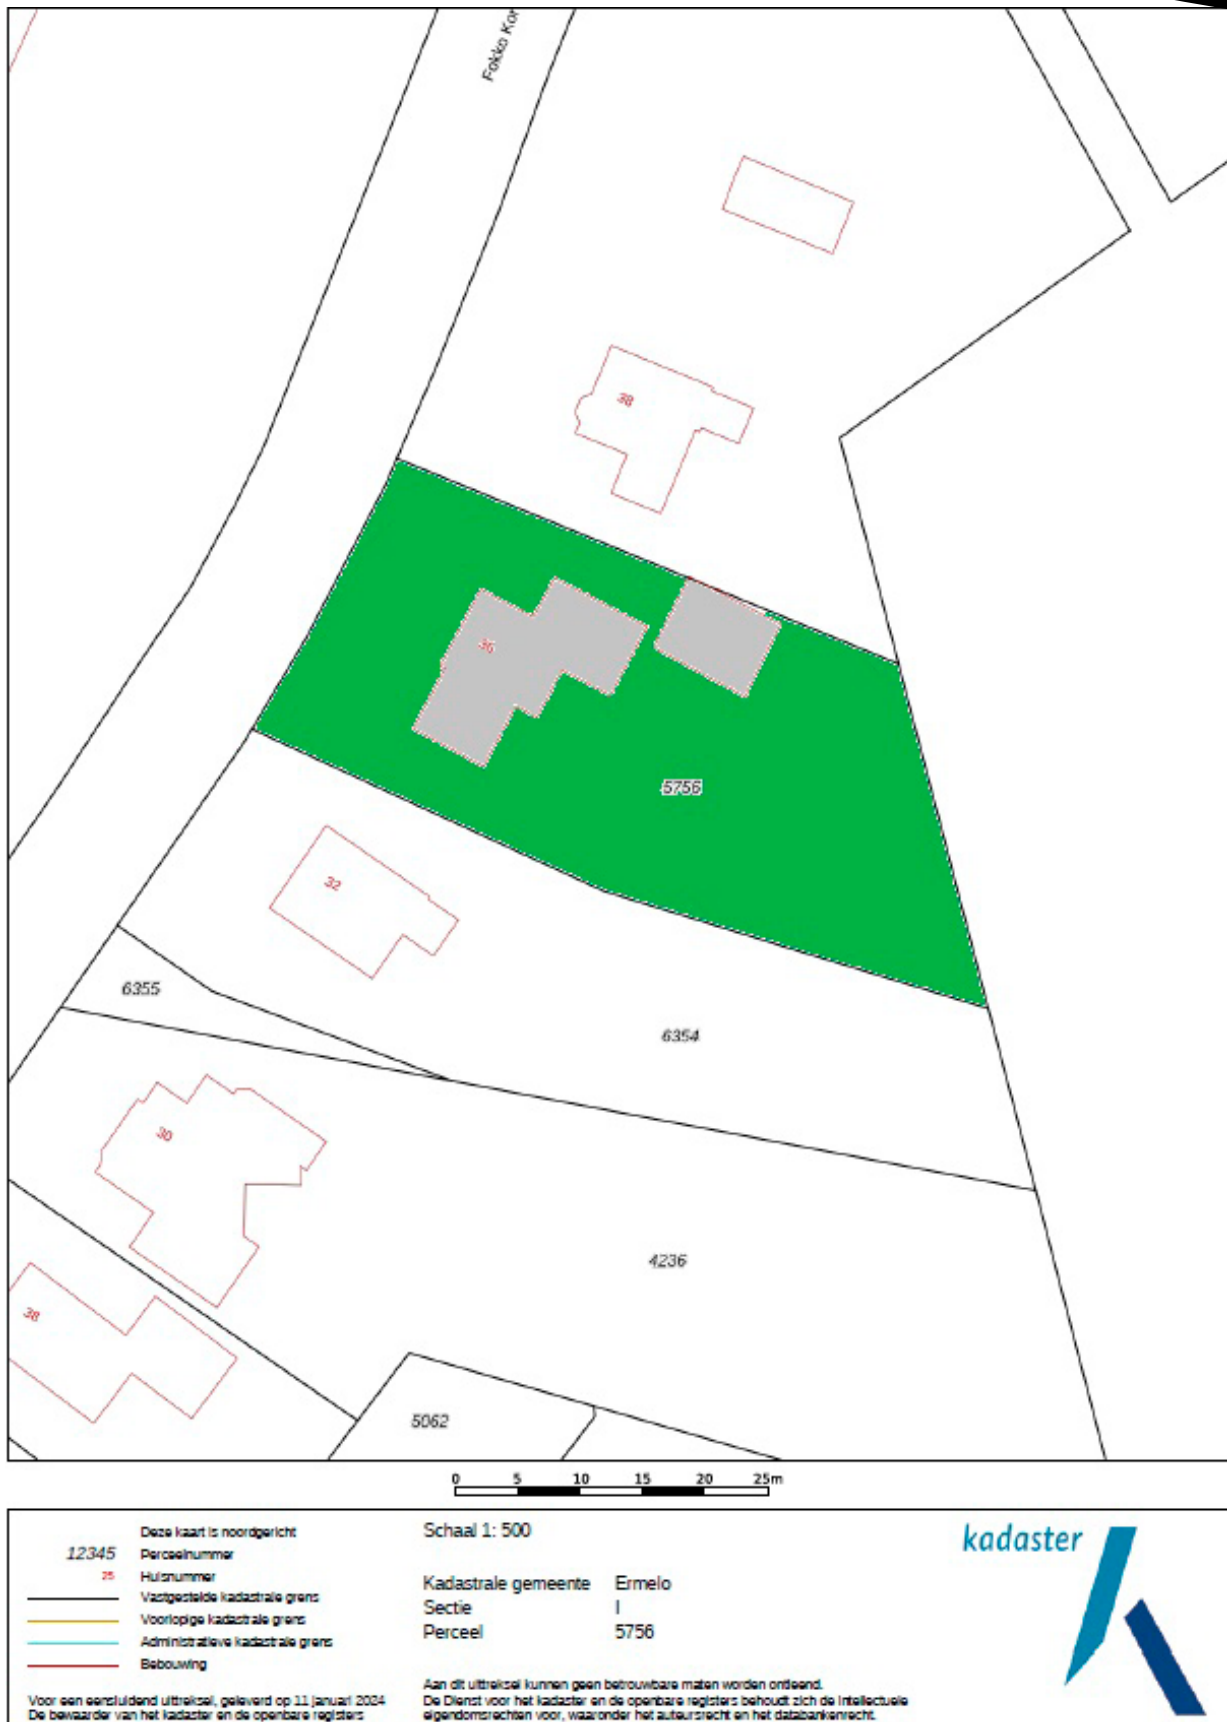 Fokko Kor
38
36
5756
32
6355
6354
30
4236
38
5062
0 5 10 15 20 25m
Deze kaart is noordgericht
12345 Perceelnummer
25 Huisnummer
Vastgestelde kadastrale grens
Voorlopige kadastrale grens
Administratieve kadastrale grens
Bebouwing
Voor een eensluidend uittreksel, geleverd op 11 januari 2024
De bewaarder van het kadaster en de openbare registers
Schaal 1: 500
Kadastrale gemeente Ermelo
Sectie I
Perceel 5756
Aan dit uittreksel kunnen geen betrouwbare maten worden ontleend.
De Dienst voor het kadaster en de openbare registers behoudt zich de intellectuele
eigendomsrechten voor, waaronder het auteursrecht en het databankenrecht.
kadaster